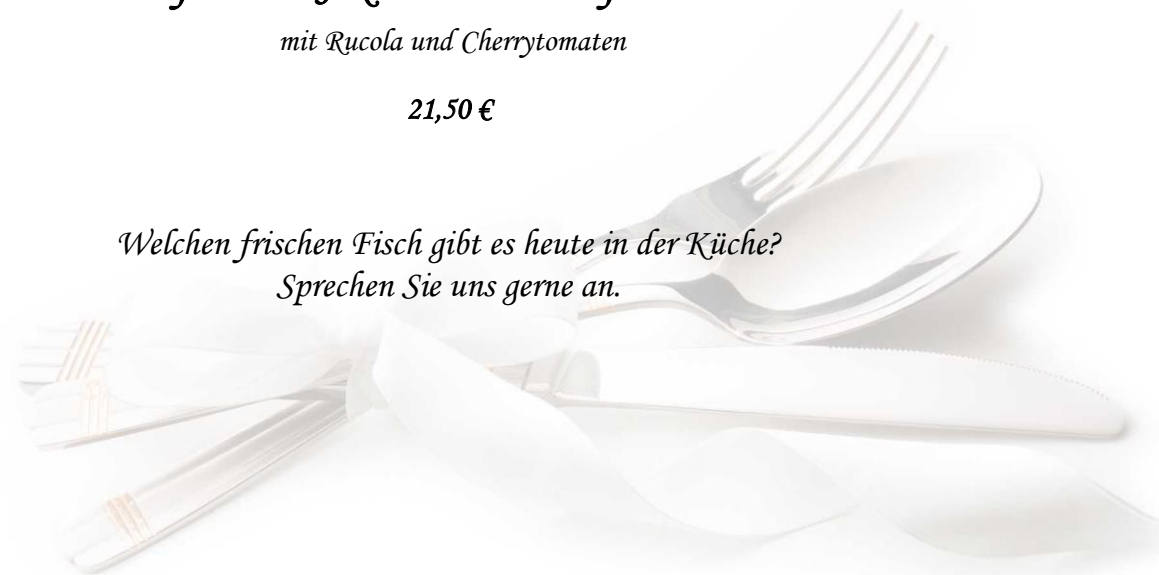 mit Rucola und Cherrytomaten
21,50 €
Welchen frischen Fisch gibt es heute in der Küche?
Sprechen Sie uns gerne an.